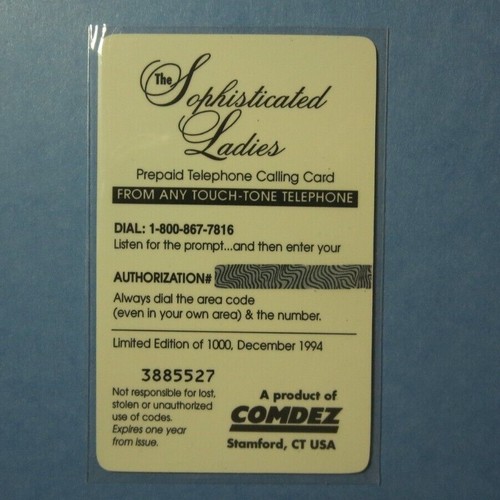 The Sophisticated
Ladies
Prepaid Telephone Calling Card
FROM ANY TOUCH-TONE TELEPHONE
DIAL: 1-800-867-7816
Listen for the prompt...and then enter your
AUTHORIZATION#
Always dial the area code
(even in your own area) & the number.
Limited Edition of 1000, December 1994
3885527
Not responsible for lost,
stolen or unauthorized
use of codes.
Expires one year
from issue.
A product of
COMDEZ
Stamford, CT USA